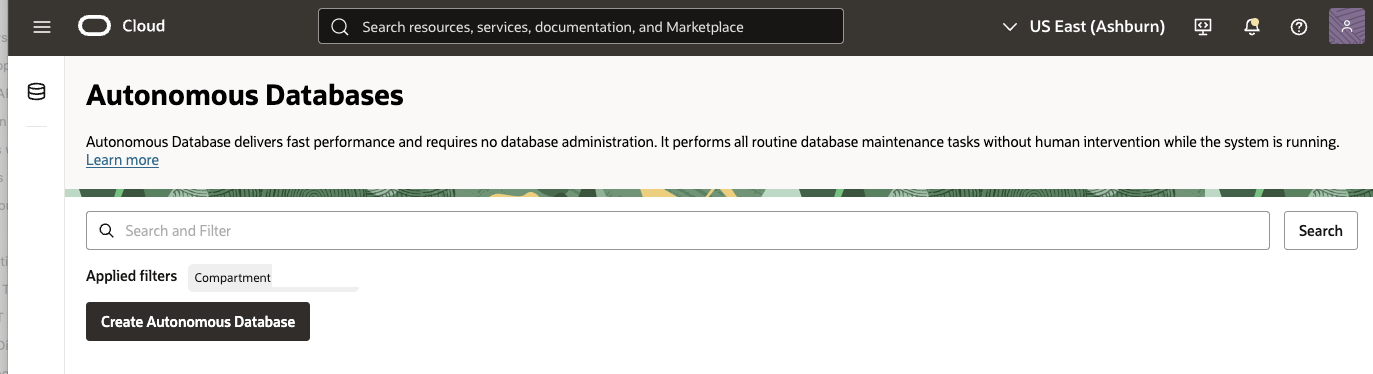 Cloud
Search resources, services, documentation, and Marketplace
US East (Ashburn)
Autonomous Databases
Autonomous Database delivers fast performance and requires no database administration. It performs all routine database maintenance tasks without human intervention while the system is running.
Learn more
Search and Filter
Search
Applied filters
Compartment
Create Autonomous Database